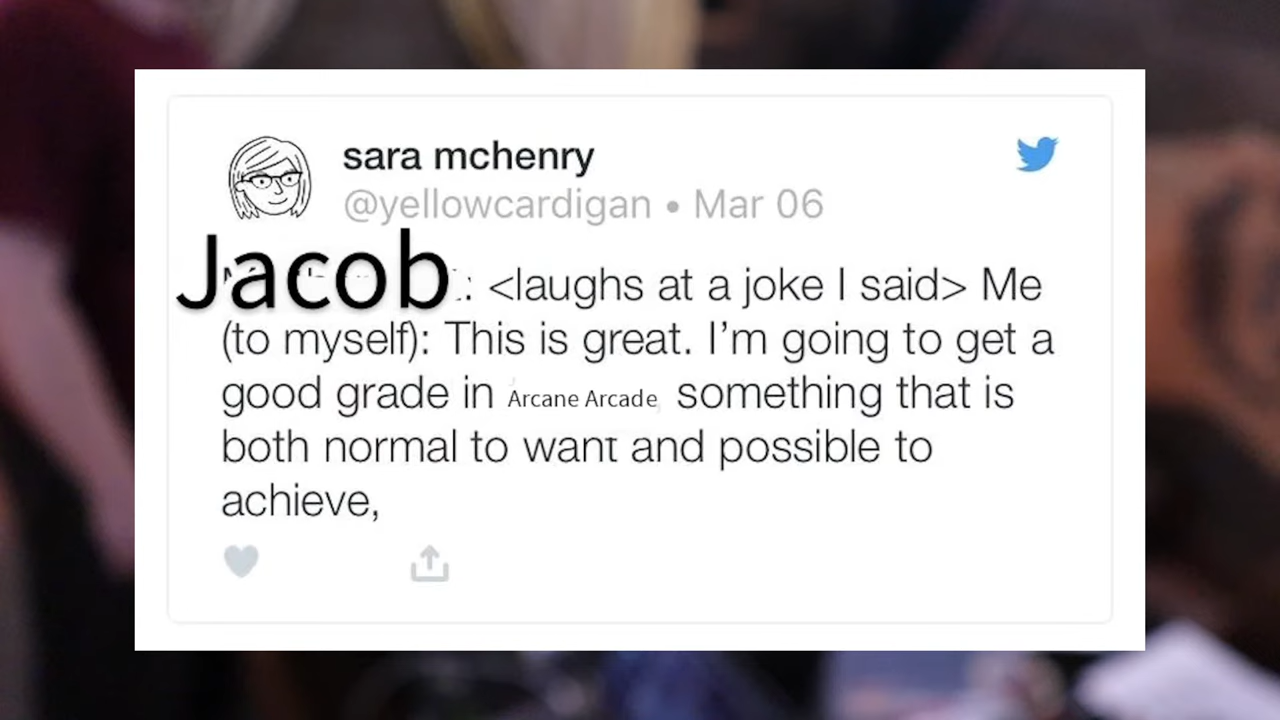 sara mchenry
@yellowcardigan • Mar 06
Jacob : <laughs at a joke I said> Me
(to myself): This is great. I’m going to get a
good grade in Arcane Arcade, something that is
both normal to want and possible to
achieve,